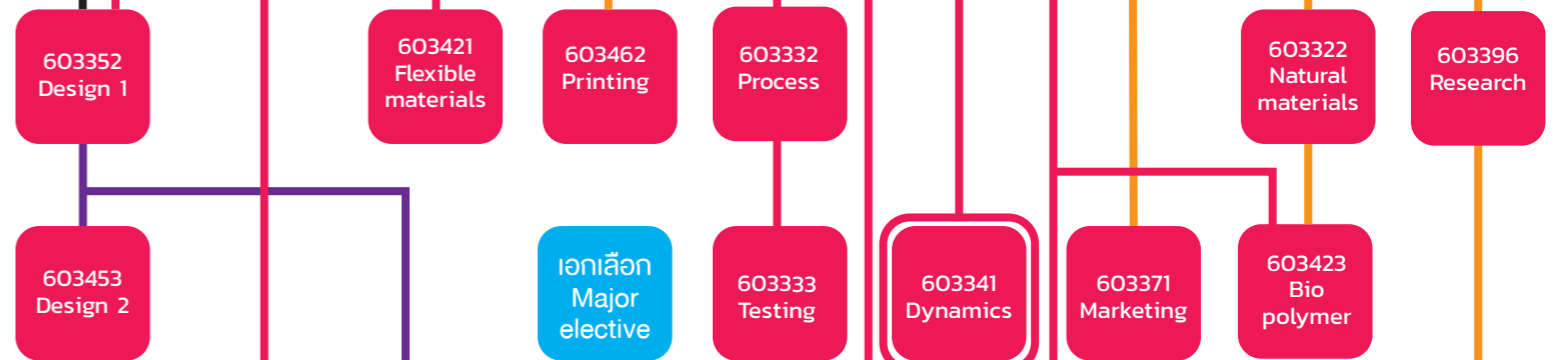 603352
Design 1
603421
Flexible
materials
603462
Printing
603332
Process
603322
Natural
materials
603396
Research
603453
Design 2
เอกเลือก
Major
elective
603333
Testing
603341
Dynamics
603371
Marketing
603423
Bio
polymer